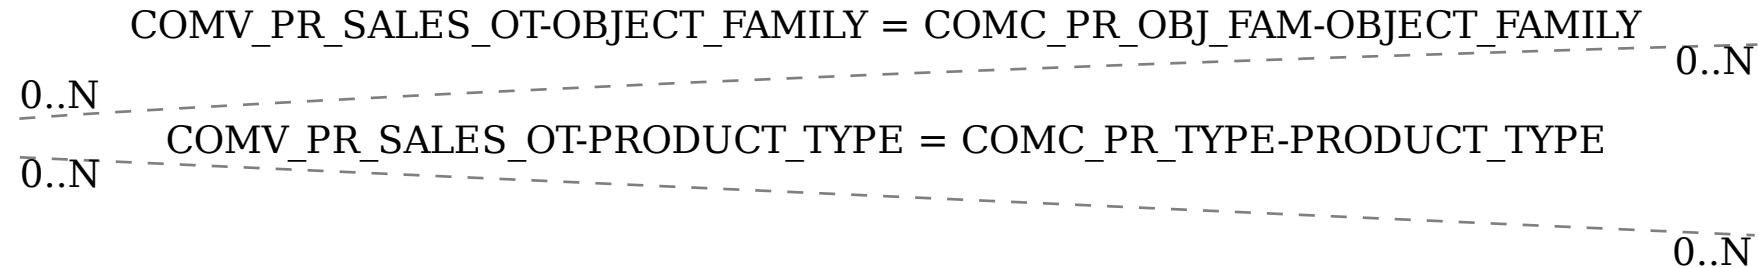 COMV_PR_SALES_OT-OBJECT_FAMILY = COMC_PR_OBJ_FAM-OBJECT_FAMILY
0..N
0..N
COMV_PR_SALES_OT-PRODUCT_TYPE = COMC_PR_TYPE-PRODUCT_TYPE
0..N
0..N